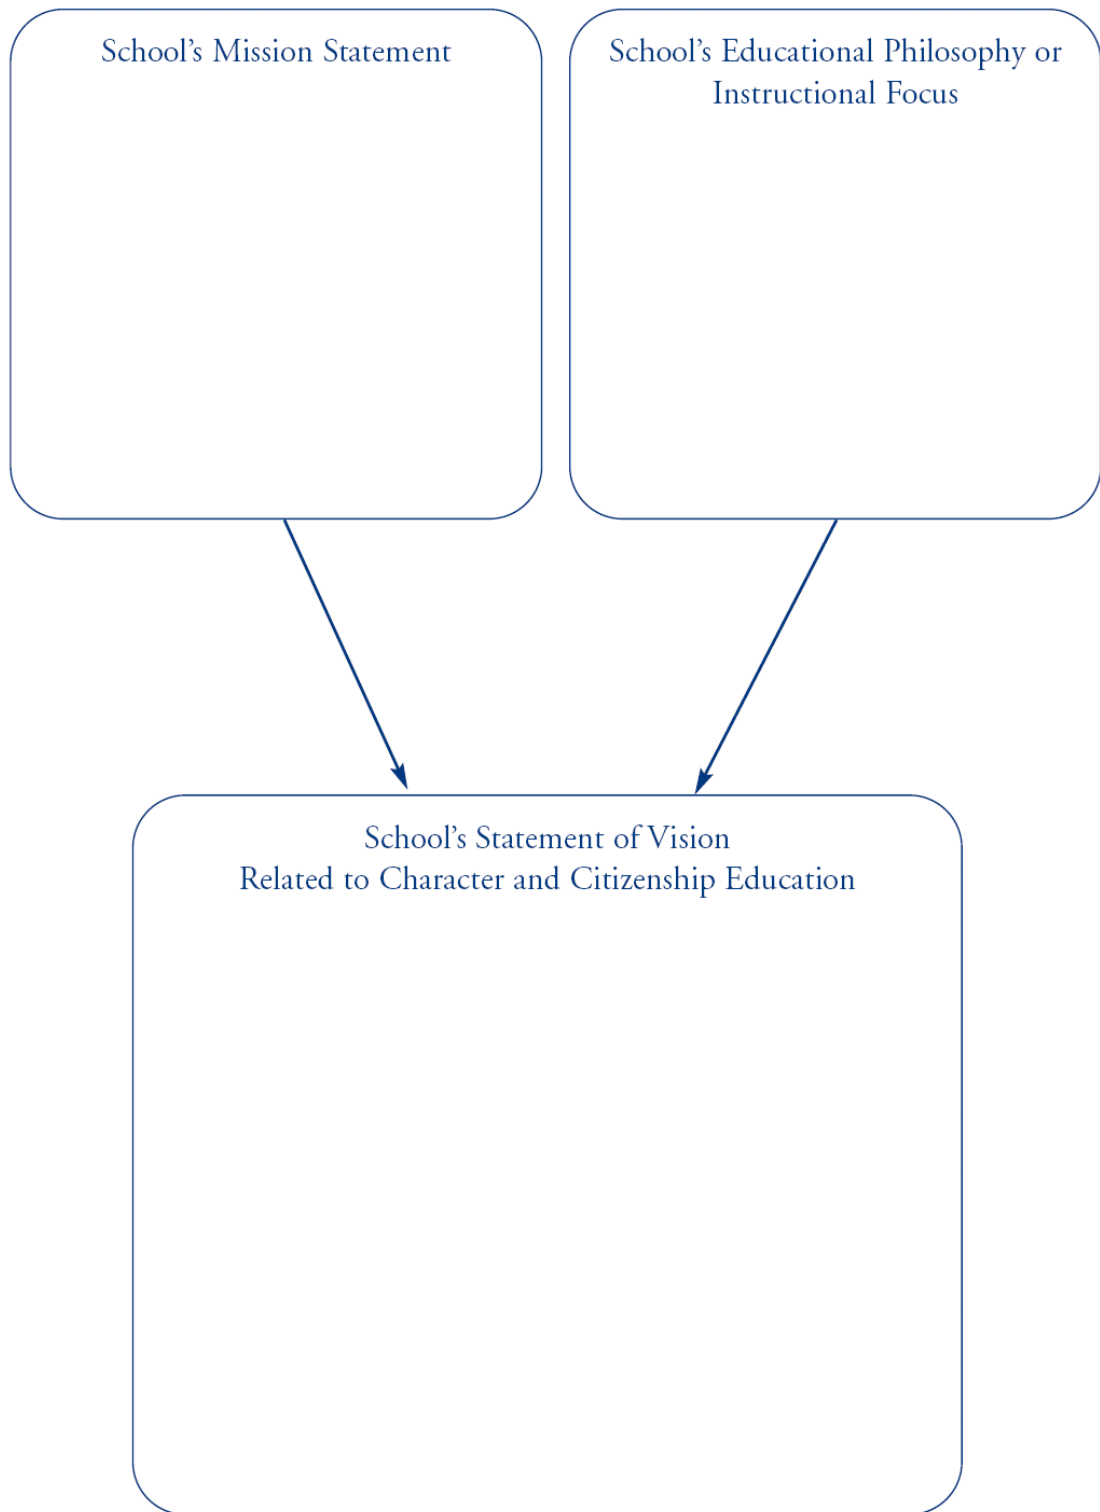 School’s Mission Statement
School’s Educational Philosophy or
Instructional Focus
School’s Statement of Vision
Related to Character and Citizenship Education